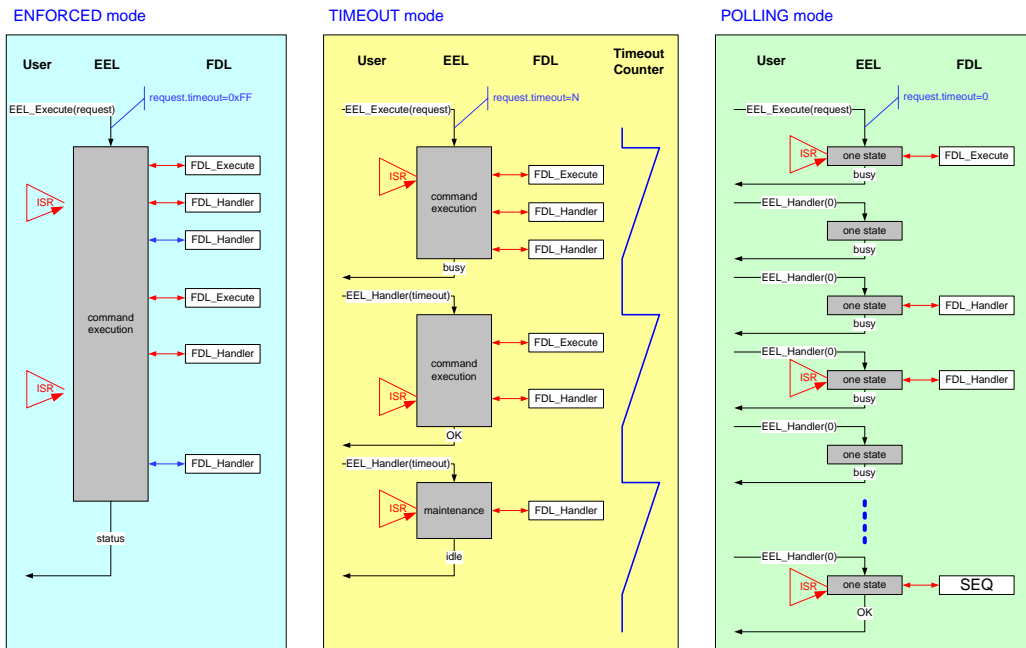 ENFORCED mode
User EEL FDL
request.timeout=0xFF
EEL_Execute(request)
FDL_Execute
ISR
FDL_Handler
FDL_Handler
FDL_Execute
command
execution
FDL_Handler
ISR
FDL_Handler
status
TIMEOUT mode
User EEL FDL Timeout
Counter
request.timeout=N
EEL_Execute(request)
ISR
FDL_Execute
command
execution
FDL_Handler
FDL_Handler
busy
EEL_Handler(timeout)
FDL_Execute
command
execution
ISR
FDL_Handler
OK
EEL_Handler(timeout)
ISR
maintenance
FDL_Handler
idle
POLLING mode
User EEL FDL
request.timeout=0
EEL_Execute(request)
ISR
one state
FDL_Execute
busy
EEL_Handler(0)
one state
busy
EEL_Handler(0)
one state
FDL_Handler
busy
EEL_Handler(0)
ISR
one state
FDL_Handler
busy
EEL_Handler(0)
one state
busy
EEL_Handler(0)
ISR
one state
SEQ
OK